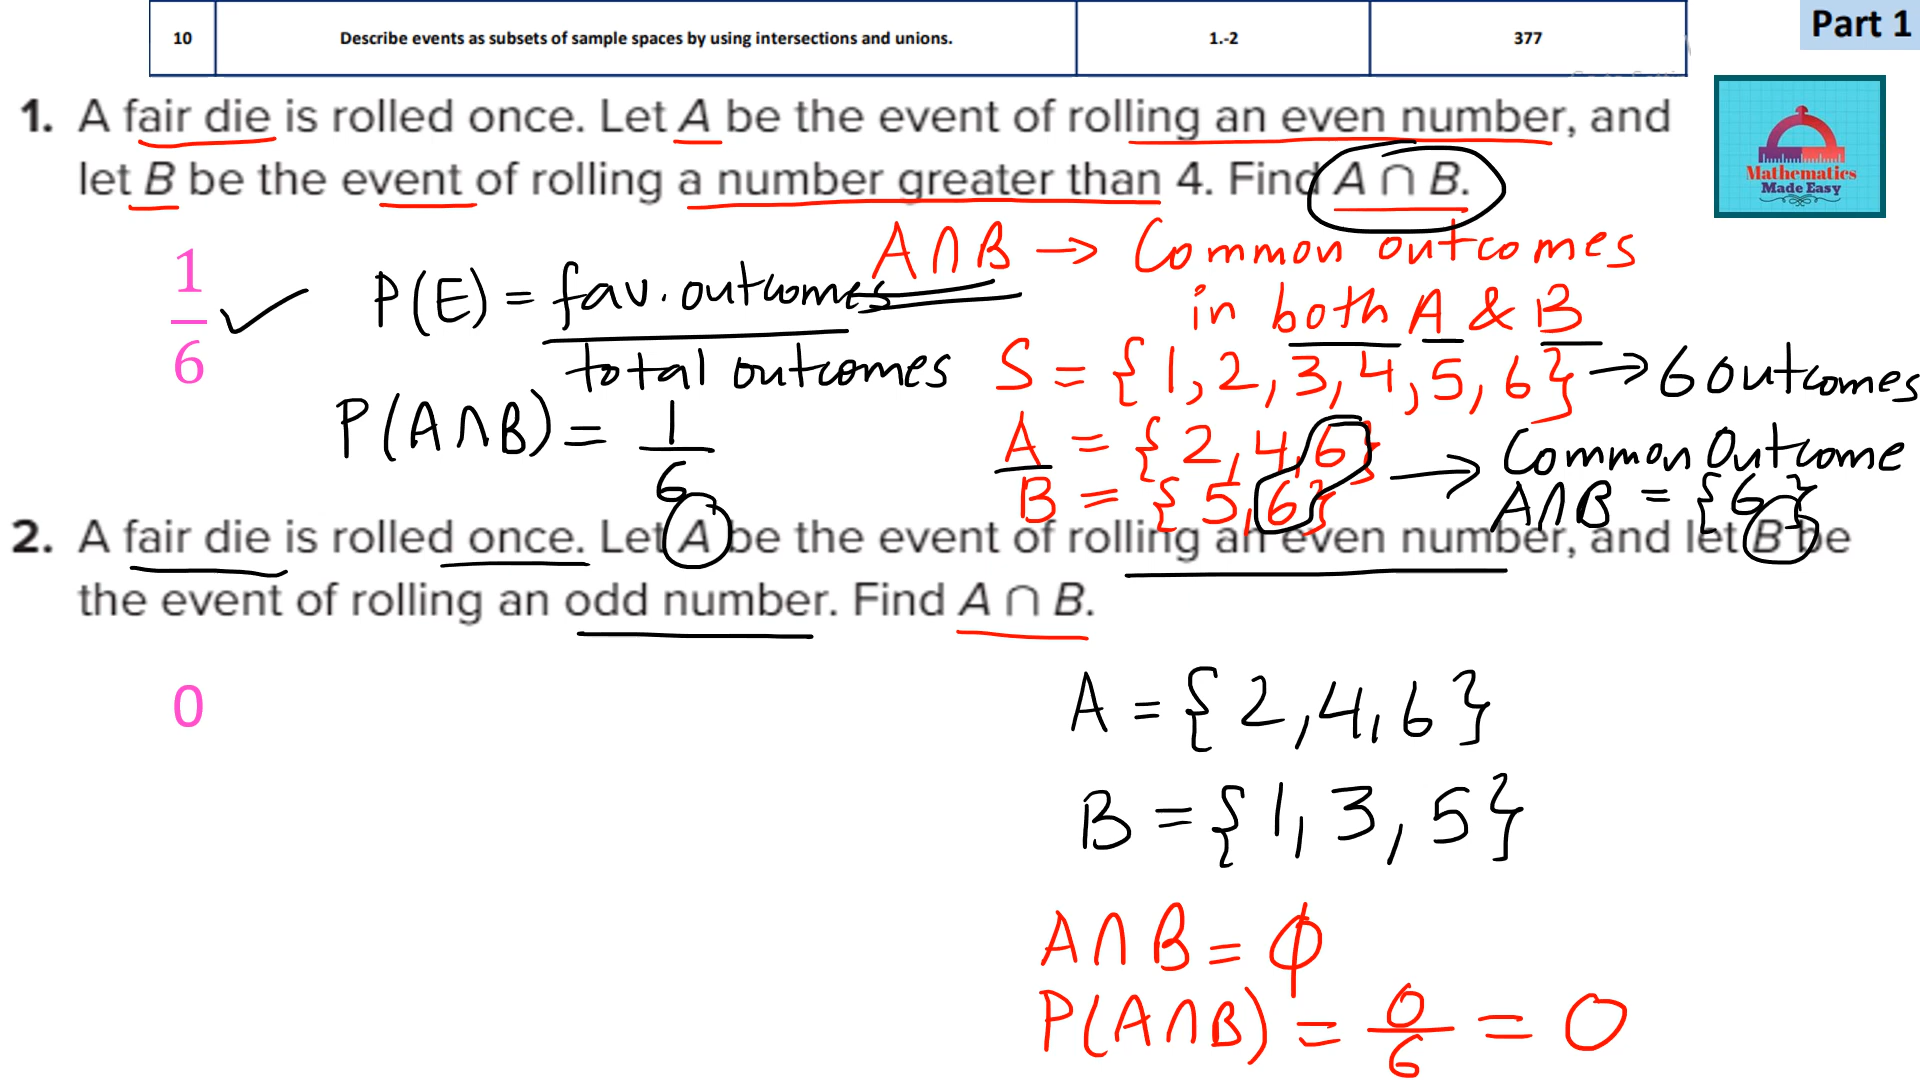 Part 1
10 Describe events as subsets of sample spaces by using intersections and unions. 1.-2 377
1. A fair die is rolled once. Let A be the event of rolling an even number, and
let B be the event of rolling a number greater than 4. Find A ∩ B.
Mathematics
Made Easy
1/6
P(E) = fav. outcomes / total outcomes
P(A∩B) = 1/6
A∩B → Common outcomes
in both A & B
S = {1, 2, 3, 4, 5, 6} → 6 outcomes
A = {2, 4, 6}
B = {5, 6}
→ Common Outcome
A∩B = {6}
2. A fair die is rolled once. Let A be the event of rolling an even number, and let B be
the event of rolling an odd number. Find A ∩ B.
0
A = {2, 4, 6}
B = {1, 3, 5}
A∩B = ϕ
P(A∩B) = 0/6 = 0